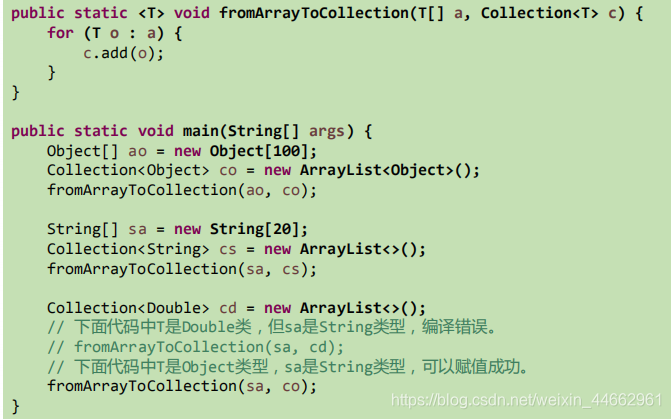 public static <T> void fromArrayToCollection(T[] a, Collection<T> c) {
    for (T o : a) {
        c.add(o);
    }
}

public static void main(String[] args) {
    Object[] ao = new Object[100];
    Collection<Object> co = new ArrayList<Object>();
    fromArrayToCollection(ao, co);

    String[] sa = new String[20];
    Collection<String> cs = new ArrayList<>();
    fromArrayToCollection(sa, cs);

    Collection<Double> cd = new ArrayList<>();
    // 下面代码中T是Double类，但sa是String类型，编译错误。
    // fromArrayToCollection(sa, cd);
    // 下面代码中T是Object类型，sa是String类型，可以赋值成功。
    fromArrayToCollection(sa, co);
}
https://blog.csdn.net/weixin_44662961